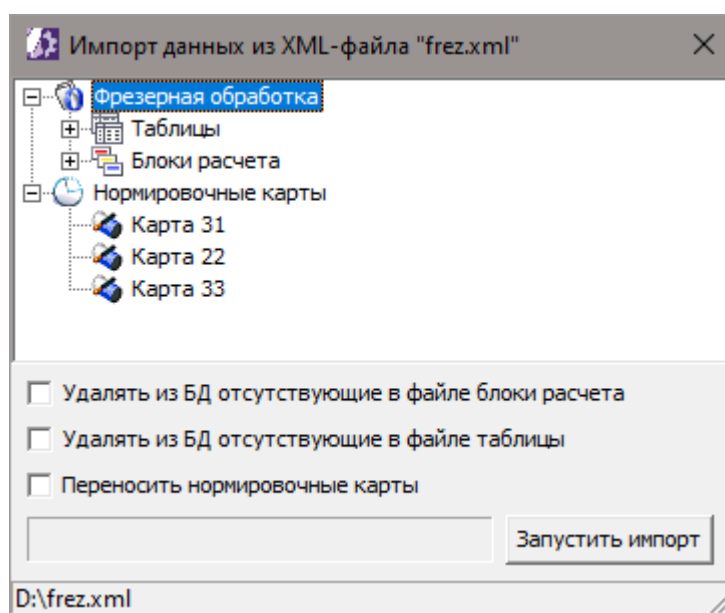 Импорт данных из XML-файла "frez.xml"
Фрезерная обработка
Таблицы
Блоки расчета
Нормировочные карты
Карта 31
Карта 22
Карта 33
Удалять из БД отсутствующие в файле блоки расчета
Удалять из БД отсутствующие в файле таблицы
Переносить нормировочные карты
Запустить импорт
D:\frez.xml